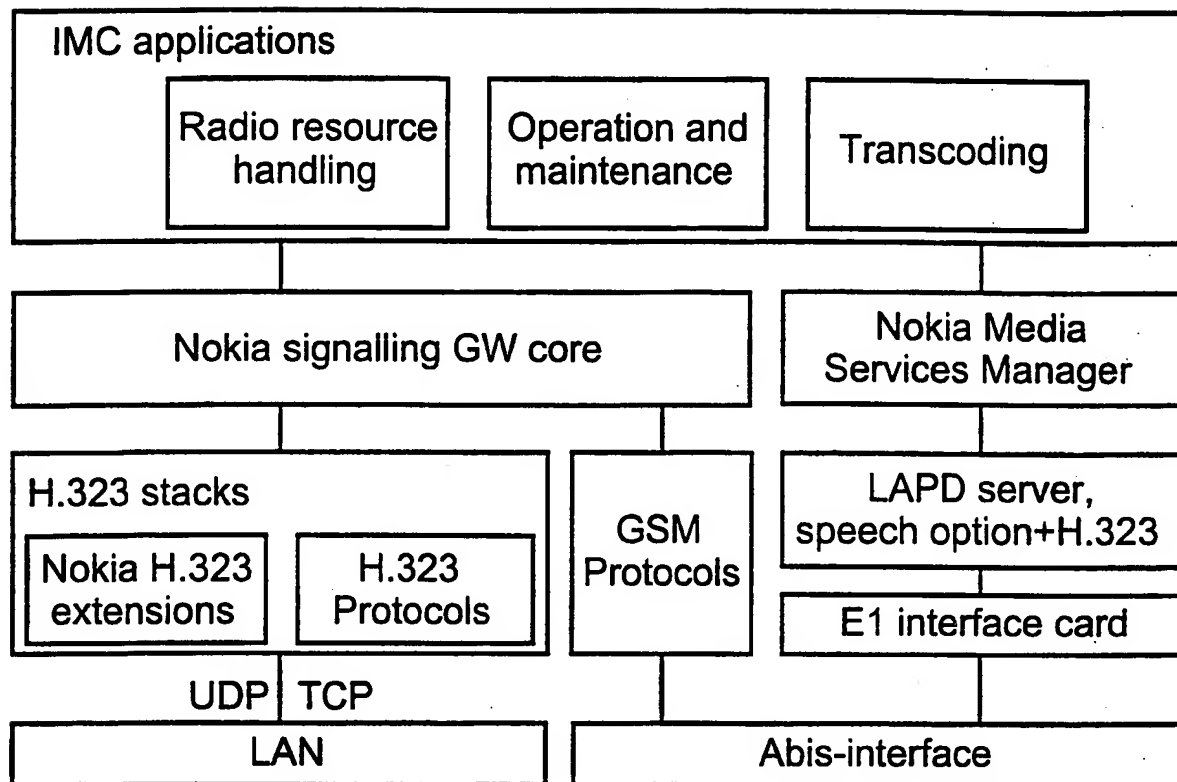 IMC applications
Radio resource
handling
Operation and
maintenance
Transcoding
Nokia signalling GW core
Nokia Media
Services Manager
H.323 stacks
Nokia H.323
extensions
H.323
Protocols
GSM
Protocols
LAPD server,
speech option+H.323
E1 interface card
UDP TCP
LAN
Abis-interface